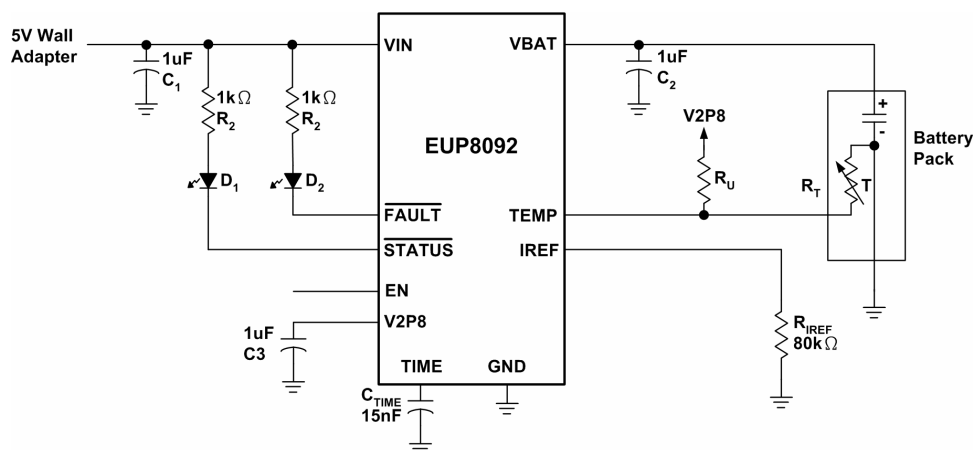 5V Wall
Adapter
1uF
C1
1kΩ
R2
1kΩ
R2
D1
D2
VIN
VBAT
EUP8092
FAULT
STATUS
EN
V2P8
TEMP
IREF
TIME
GND
1uF
C2
V2P8
RU
RT
T
+
-
Battery
Pack
1uF
C3
CTIME
15nF
RIREF
80kΩ